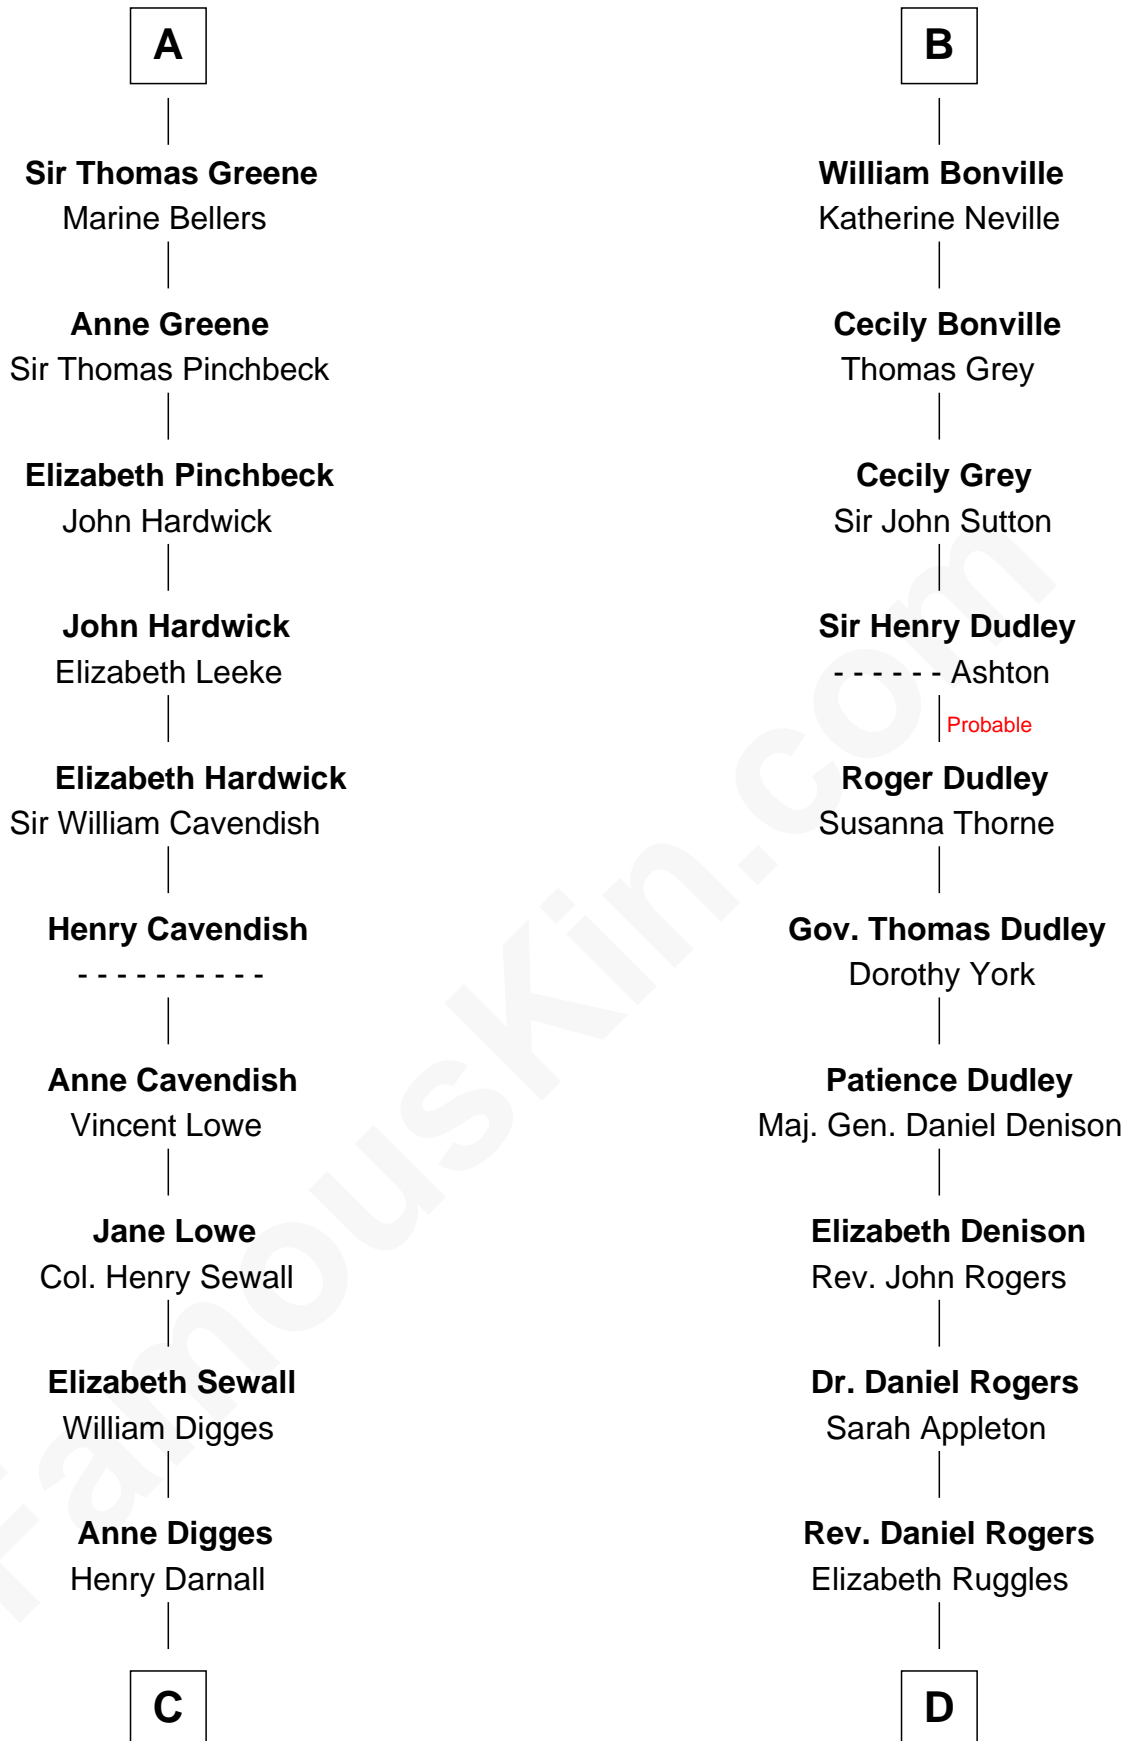 A
Sir Thomas Greene
Marine Bellers
Anne Greene
Sir Thomas Pinchbeck
Elizabeth Pinchbeck
John Hardwick
John Hardwick
Elizabeth Leeke
Elizabeth Hardwick
Sir William Cavendish
Henry Cavendish
- - - - - - - - - -
Anne Cavendish
Vincent Lowe
Jane Lowe
Col. Henry Sewall
Elizabeth Sewall
William Digges
Anne Digges
Henry Darnall
C
B
William Bonville
Katherine Neville
Cecily Bonville
Thomas Grey
Cecily Grey
Sir John Sutton
Sir Henry Dudley
- - - - - - Ashton
Probable
Roger Dudley
Susanna Thorne
Gov. Thomas Dudley
Dorothy York
Patience Dudley
Maj. Gen. Daniel Denison
Elizabeth Denison
Rev. John Rogers
Dr. Daniel Rogers
Sarah Appleton
Rev. Daniel Rogers
Elizabeth Ruggles
D
FamousKin.com